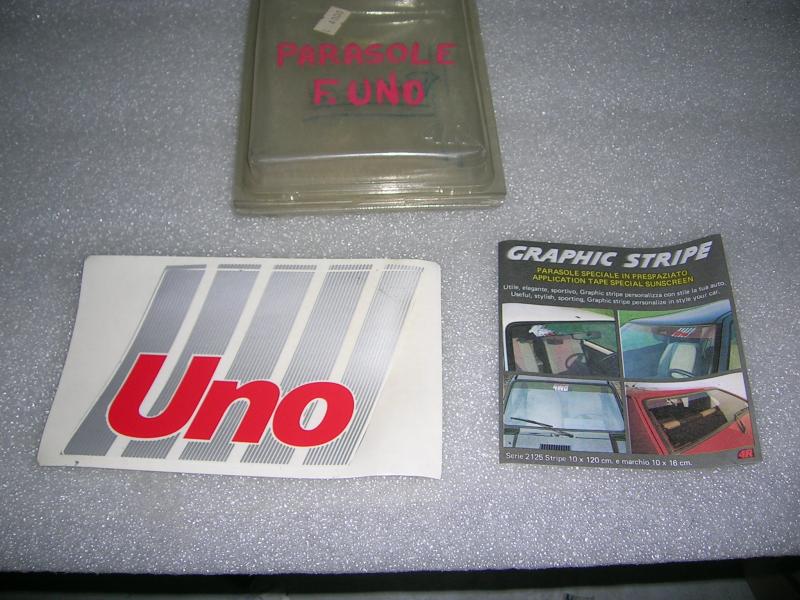 PARASOLE
F. UNO
Uno
GRAPHIC STRIPE
PARASOLE SPECIALE IN PRESPAZIATO
APPLICATION TAPE SPECIAL SUNSCREEN
Utile, elegante, sportivo, Graphic stripe personalizza con stile la tua auto.
Useful, stylish, sporting, Graphic stripe personalize in style your car.
Serie 2125 Stripe 10 x 120 cm. e marchio 10 x 16 cm.
4R